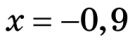 x = −0,9